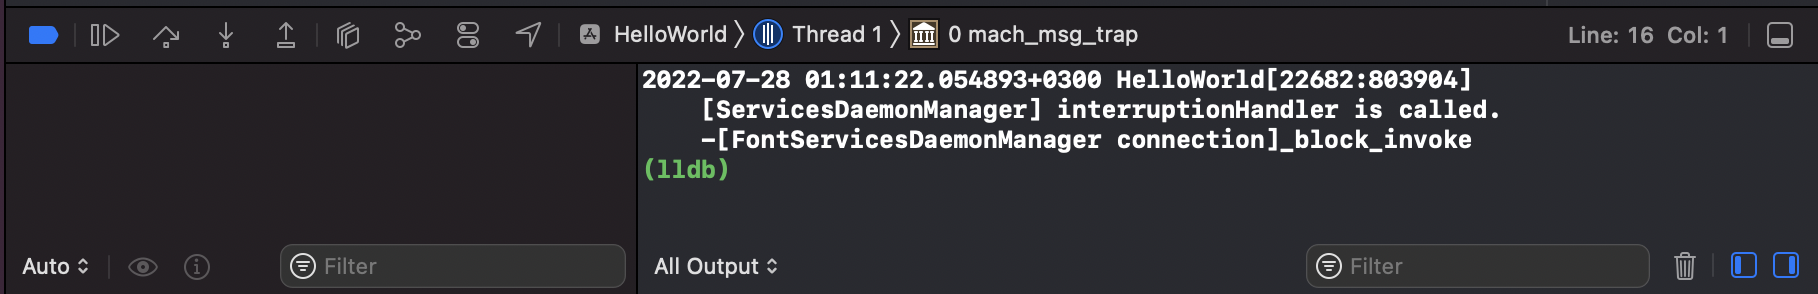 HelloWorld Thread 1 0 mach_msg_trap Line: 16 Col: 1
2022-07-28 01:11:22.054893+0300 HelloWorld[22682:803904]
[ServicesDaemonManager] interruptionHandler is called.
-[FontServicesDaemonManager connection]_block_invoke
(lldb)
Auto Filter All Output Filter